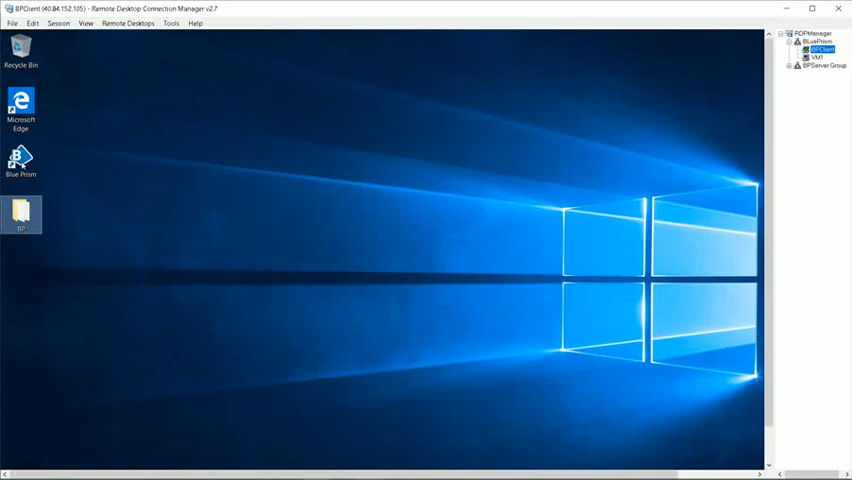 BPClient (40.84.152.105) - Remote Desktop Connection Manager v2.7
File Edit Session View Remote Desktops Tools Help
RDPManager
BLuePrism
BPClient
VM1
BPServer Group
Recycle Bin
Microsoft
Edge
Blue Prism
BP